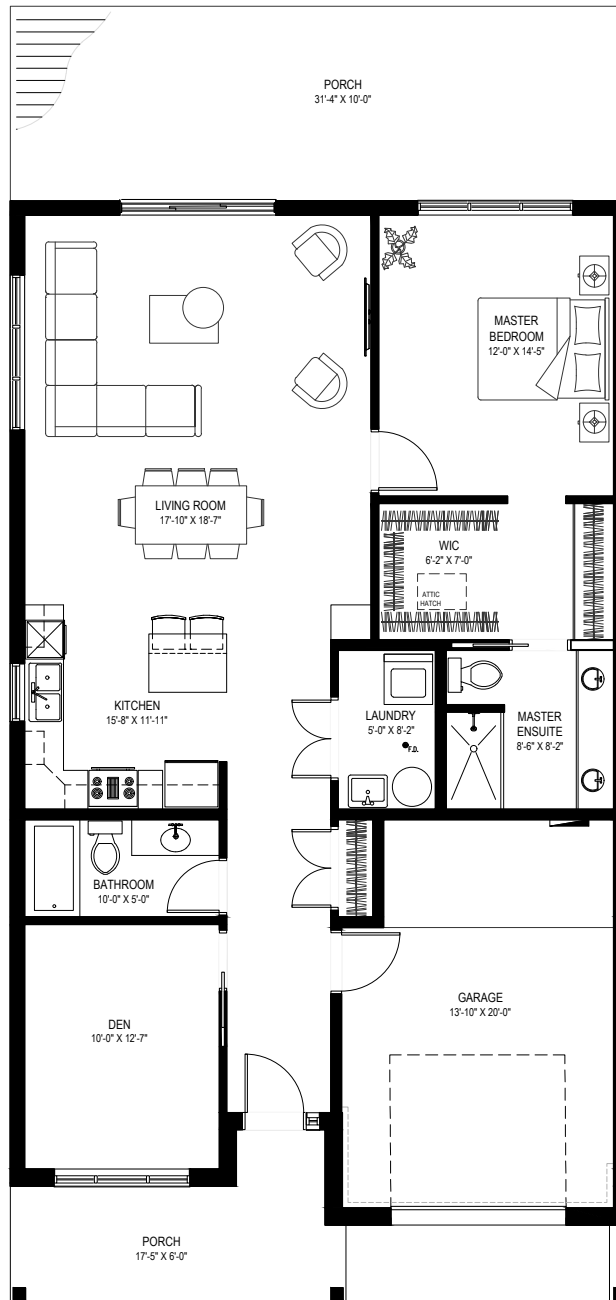 PORCH
31'-4" X 10'-0"
MASTER
BEDROOM
12'-0" X 14'-5"
LIVING ROOM
17'-10" X 18'-7"
WIC
6'-2" X 7'-0"
ATTIC
HATCH
KITCHEN
15'-8" X 11'-11"
LAUNDRY
5'-0" X 8'-2"
F.D.
MASTER
ENSUITE
8'-6" X 8'-2"
BATHROOM
10'-0" X 5'-0"
DEN
10'-0" X 12'-7"
GARAGE
13'-10" X 20'-0"
PORCH
17'-5" X 6'-0"